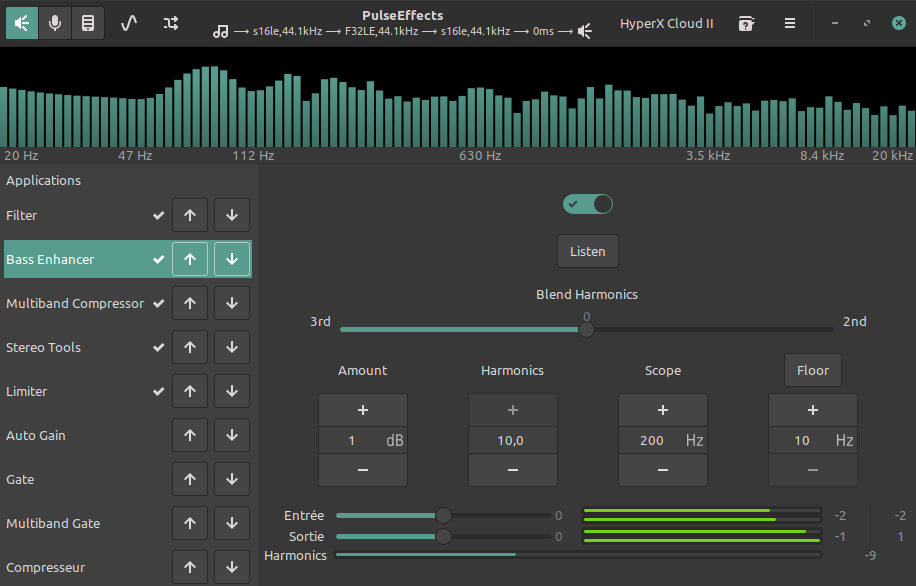 PulseEffects
s16le,44.1kHz → F32LE,44.1kHz → s16le,44.1kHz → 0ms →
HyperX Cloud II
20 Hz 47 Hz 112 Hz 630 Hz 3.5 kHz 8.4 kHz 20 kHz
Applications
Filter
Bass Enhancer
Multiband Compressor
Stereo Tools
Limiter
Auto Gain
Gate
Multiband Gate
Compresseur
Listen
Blend Harmonics
0
3rd 2nd
Amount Harmonics Scope Floor
+ + + +
1 dB 10,0 200 Hz 10 Hz
− − − −
Entrée 0 -2 -2
Sortie 0 -1 1
Harmonics -9